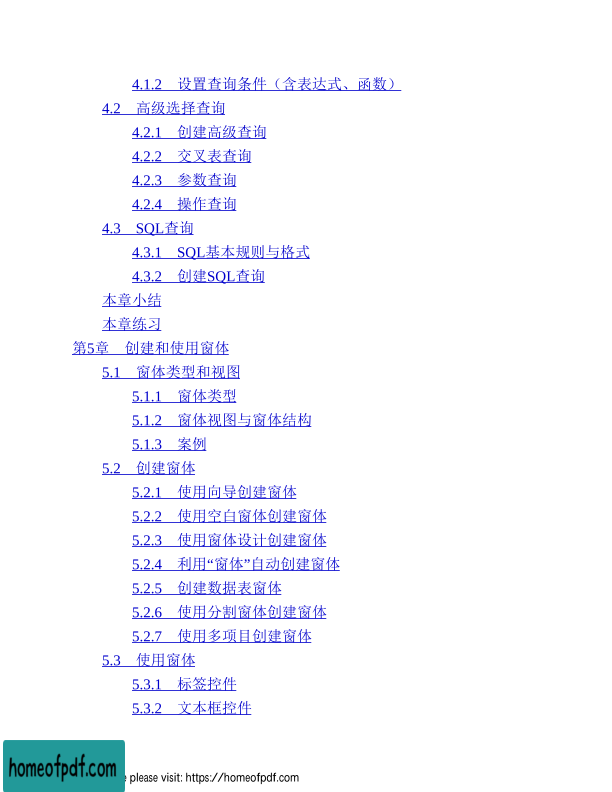 4.1.2 设置查询条件（含表达式、函数）
4.2 高级选择查询
4.2.1 创建高级查询
4.2.2 交叉表查询
4.2.3 参数查询
4.2.4 操作查询
4.3 SQL查询
4.3.1 SQL基本规则与格式
4.3.2 创建SQL查询
本章小结
本章练习
第5章 创建和使用窗体
5.1 窗体类型和视图
5.1.1 窗体类型
5.1.2 窗体视图与窗体结构
5.1.3 案例
5.2 创建窗体
5.2.1 使用向导创建窗体
5.2.2 使用空白窗体创建窗体
5.2.3 使用窗体设计创建窗体
5.2.4 利用“窗体”自动创建窗体
5.2.5 创建数据表窗体
5.2.6 使用分割窗体创建窗体
5.2.7 使用多项目创建窗体
5.3 使用窗体
5.3.1 标签控件
5.3.2 文本框控件
homeofpdf.com
please visit: https://homeofpdf.com